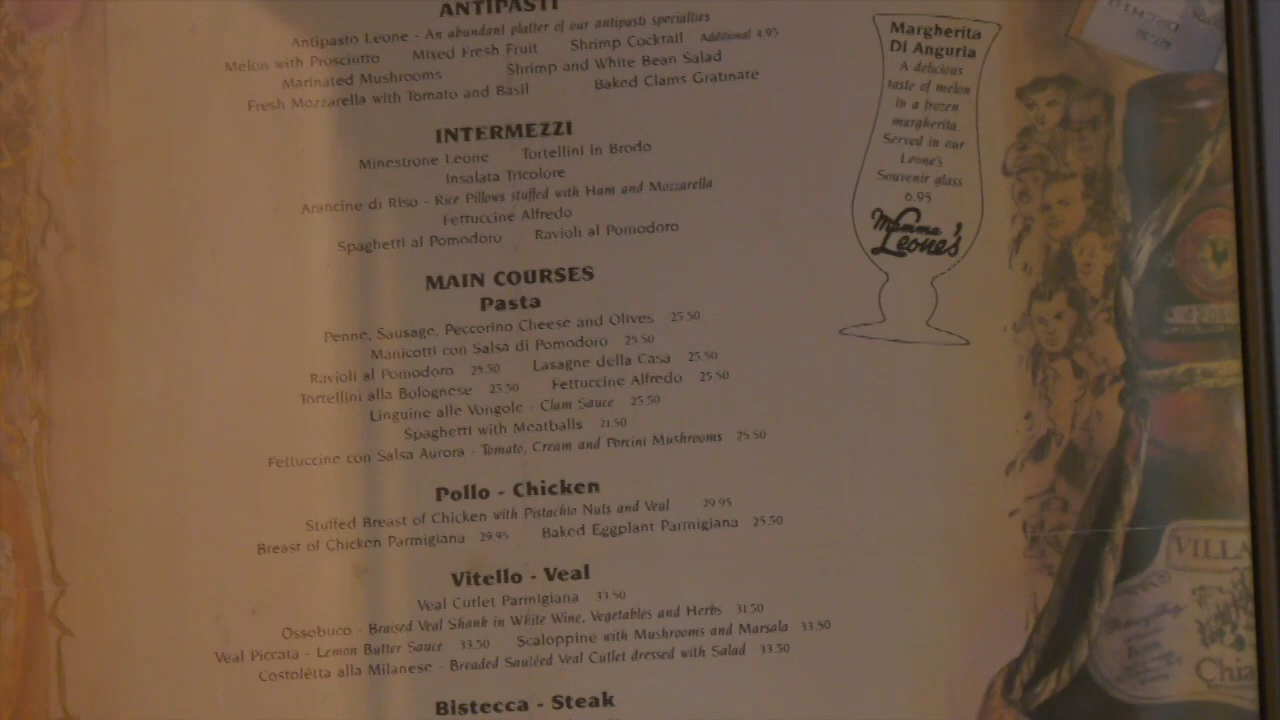 ANTIPASTI
Antipasto Leone - An abundant platter of our antipasti specialties
Melon with Prosciutto Mixed Fresh Fruit Shrimp Cocktail Additional 4.95
Marinated Mushrooms Shrimp and White Bean Salad
Fresh Mozzarella with Tomato and Basil Baked Clams Gratinate
INTERMEZZI
Minestrone Leone Tortellini in Brodo
Insalata Tricolore
Arancine di Riso - Rice Pillows stuffed with Ham and Mozzarella
Fettuccine Alfredo
Spaghetti al Pomodoro Ravioli al Pomodoro
MAIN COURSES
Pasta
Penne, Sausage, Peccorino Cheese and Olives 25.50
Manicotti con Salsa di Pomodoro 25.50
Ravioli al Pomodoro 25.50 Lasagne della Casa 25.50
Tortellini alla Bolognese 25.50 Fettuccine Alfredo 25.50
Linguine alle Vongole - Clam Sauce 25.50
Spaghetti with Meatballs 21.50
Fettuccine con Salsa Aurora - Tomato, Cream and Porcini Mushrooms 25.50
Pollo - Chicken
Stuffed Breast of Chicken with Pistachio Nuts and Veal 29.95
Breast of Chicken Parmigiana 29.95 Baked Eggplant Parmigiana 25.50
Vitello - Veal
Veal Cutlet Parmigiana 33.50
Ossobuco - Braised Veal Shank in White Wine, Vegetables and Herbs 31.50
Veal Piccata - Lemon Butter Sauce 33.50 Scaloppine with Mushrooms and Marsala 33.50
Costolétta alla Milanese - Breaded Sautéed Veal Cutlet dressed with Salad 33.50
Bistecca - Steak
Margherita
Di Anguria
A delicious
taste of melon
in a frozen
margherita.
Served in our
Leone's
Souvenir glass
6.95
Mamma
Leone's
VILLA
Chia